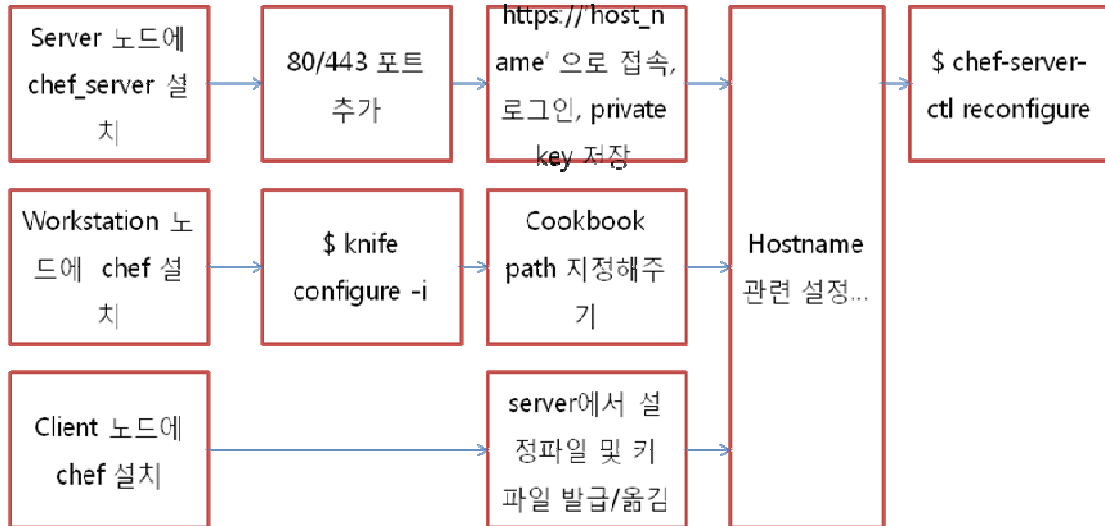 Server 노드에
chef_server 설
치
80/443 포트
추가
https://'host_n
ame' 으로 접속,
로그인, private
key 저장
Hostname
관련 설정...
$ chef-server-
ctl reconfigure
Workstation 노
드에 chef 설
치
$ knife
configure -i
Cookbook
path 지정해주
기
Client 노드에
chef 설치
server에서 설
정파일 및 키
파일 발급/옮김